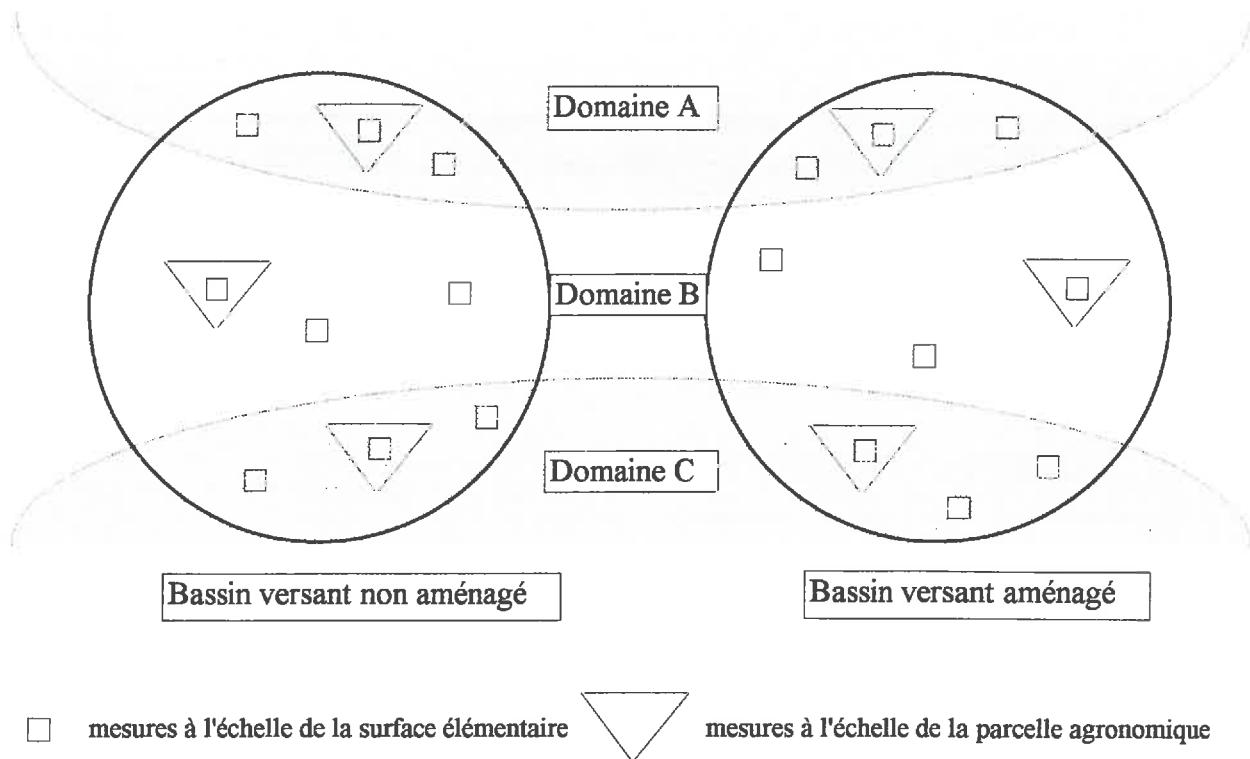 Domaine A
Domaine B
Domaine C
Bassin versant non aménagé
Bassin versant aménagé
mesures à l'échelle de la surface élémentaire
mesures à l'échelle de la parcelle agronomique